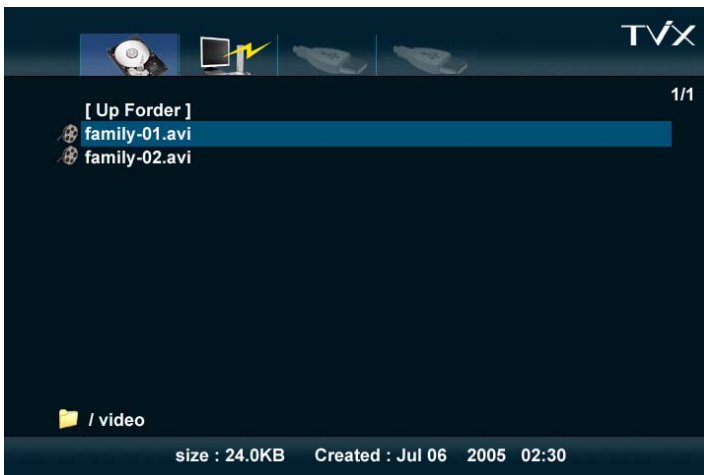 TViX
1/1
[ Up Forder ]
family-01.avi
family-02.avi
/ video
size : 24.0KB Created : Jul 06 2005 02:30